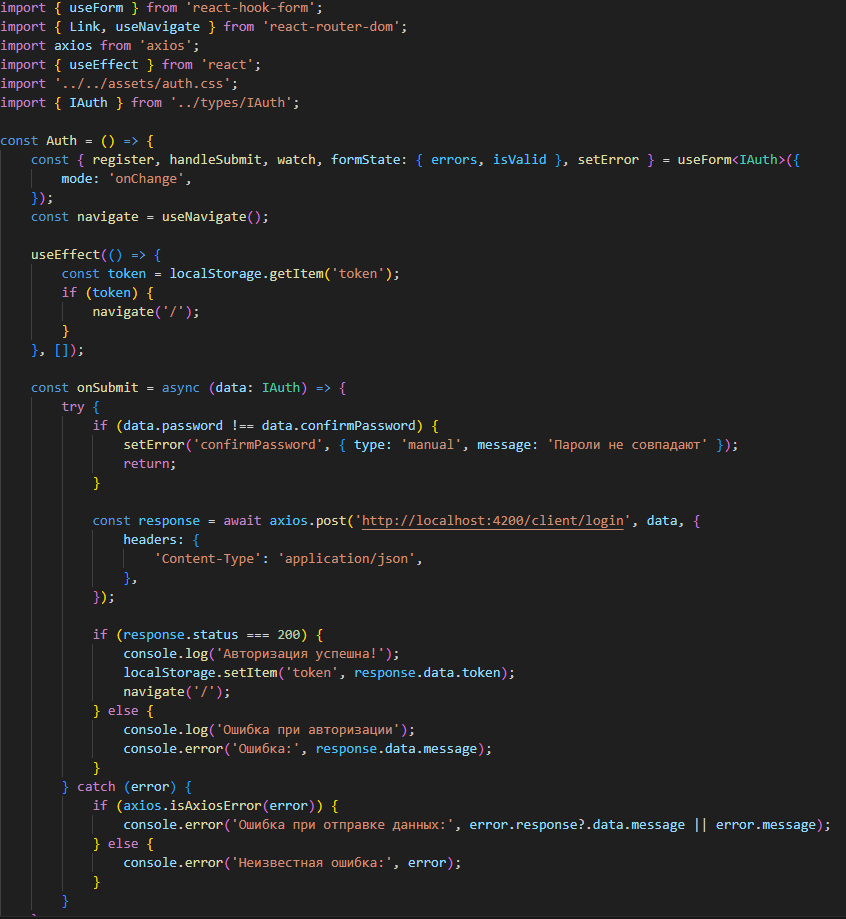 import { useForm } from 'react-hook-form';
import { Link, useNavigate } from 'react-router-dom';
import axios from 'axios';
import { useEffect } from 'react';
import '../../assets/auth.css';
import { IAuth } from '../types/IAuth';

const Auth = () => {
    const { register, handleSubmit, watch, formState: { errors, isValid }, setError } = useForm<IAuth>({
        mode: 'onChange',
    });
    const navigate = useNavigate();

    useEffect(() => {
        const token = localStorage.getItem('token');
        if (token) {
            navigate('/');
        }
    }, []);

    const onSubmit = async (data: IAuth) => {
        try {
            if (data.password !== data.confirmPassword) {
                setError('confirmPassword', { type: 'manual', message: 'Пароли не совпадают' });
                return;
            }

            const response = await axios.post('http://localhost:4200/client/login', data, {
                headers: {
                    'Content-Type': 'application/json',
                },
            });

            if (response.status === 200) {
                console.log('Авторизация успешна!');
                localStorage.setItem('token', response.data.token);
                navigate('/');
            } else {
                console.log('Ошибка при авторизации');
                console.error('Ошибка:', response.data.message);
            }
        } catch (error) {
            if (axios.isAxiosError(error)) {
                console.error('Ошибка при отправке данных:', error.response?.data.message || error.message);
            } else {
                console.error('Неизвестная ошибка:', error);
            }
        }